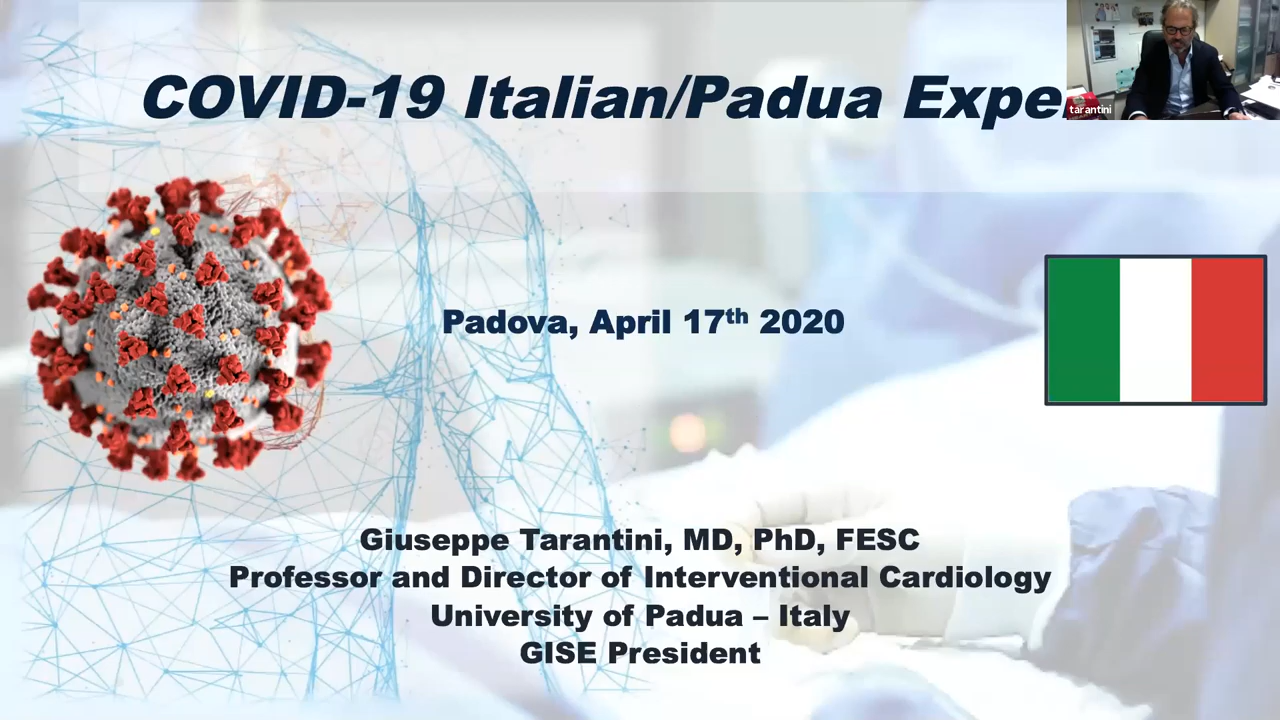 COVID-19 Italian/Padua Expe
tarantini
Padova, April 17th 2020
Giuseppe Tarantini, MD, PhD, FESC
Professor and Director of Interventional Cardiology
University of Padua – Italy
GISE President